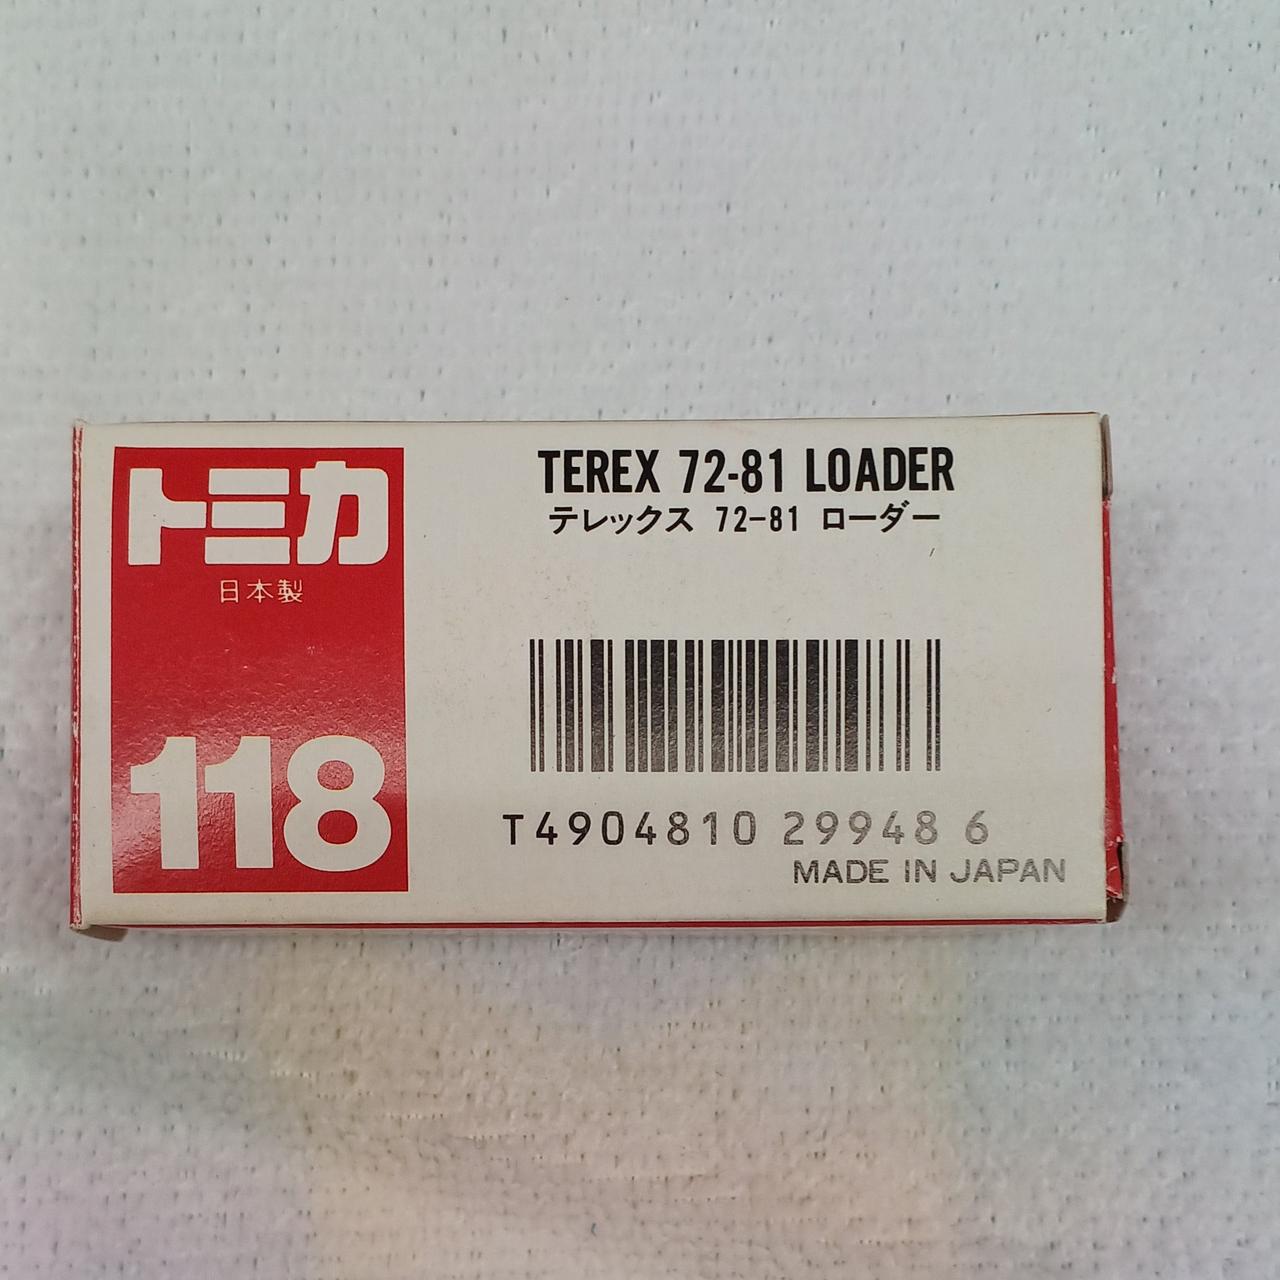 トミカ
日本製
118
TEREX 72-81 LOADER
テレックス 72-81 ローダー
T4904810 29948 6
MADE IN JAPAN